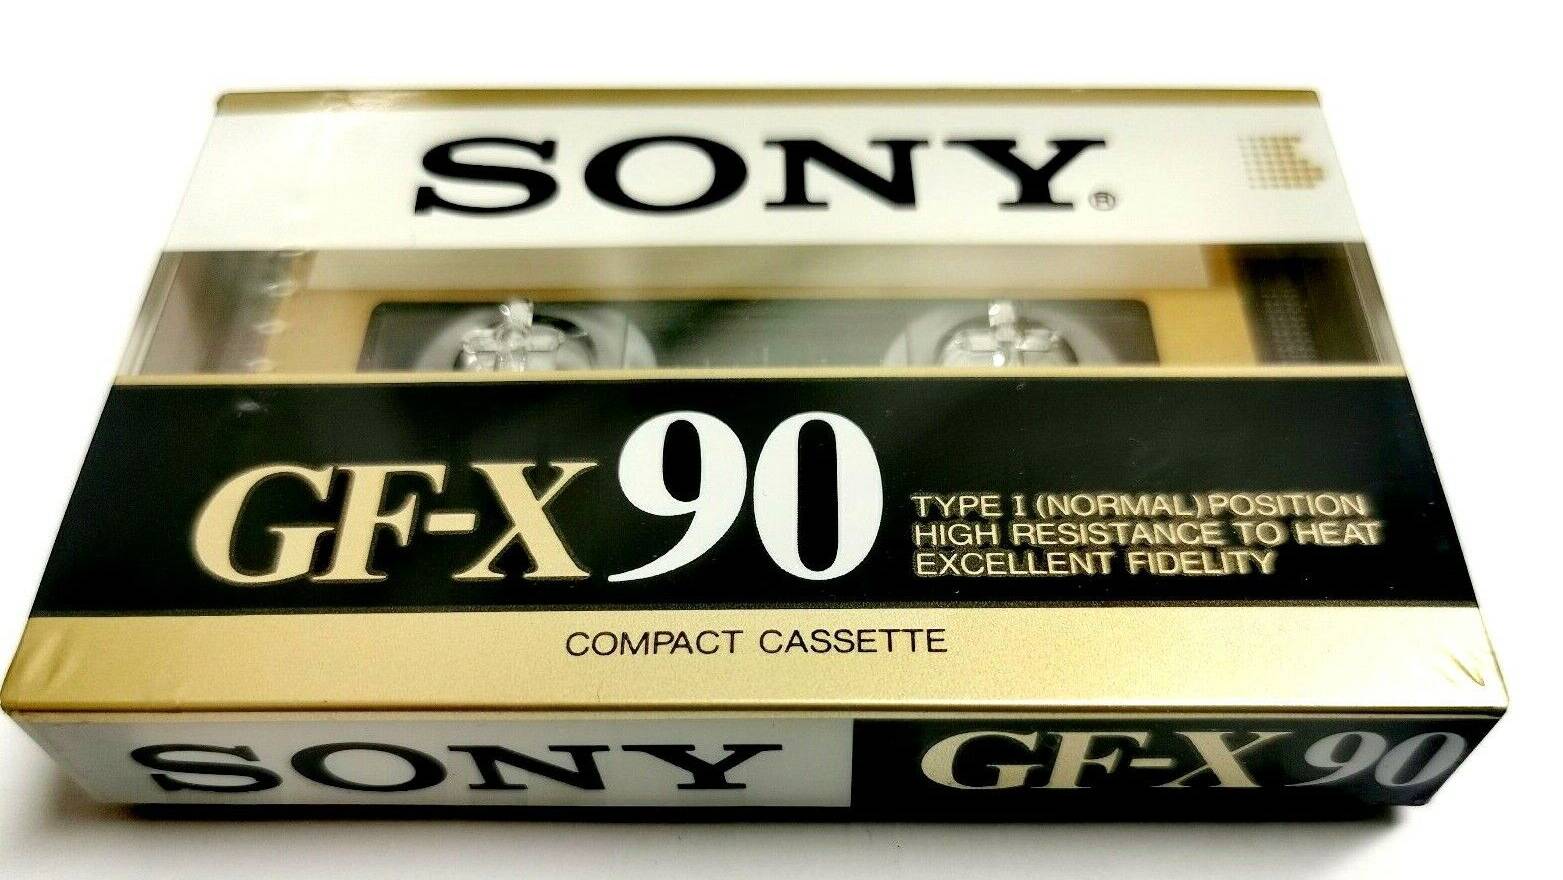 SONY®
GF-X 90
TYPE I (NORMAL) POSITION
HIGH RESISTANCE TO HEAT
EXCELLENT FIDELITY
COMPACT CASSETTE
SONY GF-X 90